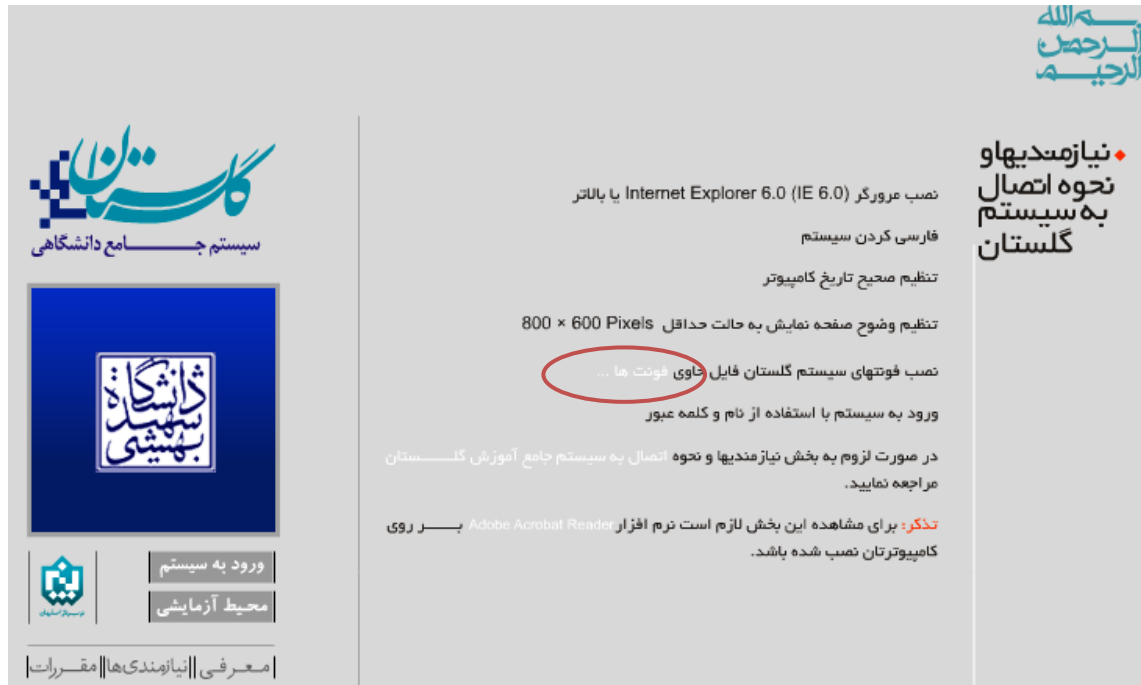 بسم الله
الرحمن
الرحیم
نیازمندیهاو
نحوه اتصال
به سیستم
گلستان
نصب مرورگر Internet Explorer 6.0 (IE 6.0) یا بالاتر
فارسی کردن سیستم
تنظیم صحیح تاریخ کامپیوتر
تنظیم وضوح صفحه نمایش به حالت حداقل 800 × 600 Pixels
نصب فونتهای سیستم گلستان فایل حاوی فونت ها ...
ورود به سیستم با استفاده از نام و کلمه عبور
در صورت لزوم به بخش نیازمندیها و نحوه اتصال به سیستم جامع آموزش گلستان
مراجعه نمایید.
تذکر: برای مشاهده این بخش لازم است نرم افزار Adobe Acrobat Reader بر روی
کامپیوترتان نصب شده باشد.
گلستان
سیستم جامع دانشگاهی
دانشگاه
شهید
بهشتی
ورود به سیستم
محیط آزمایشی
معرفی || نیازمندی‌ها || مقررات